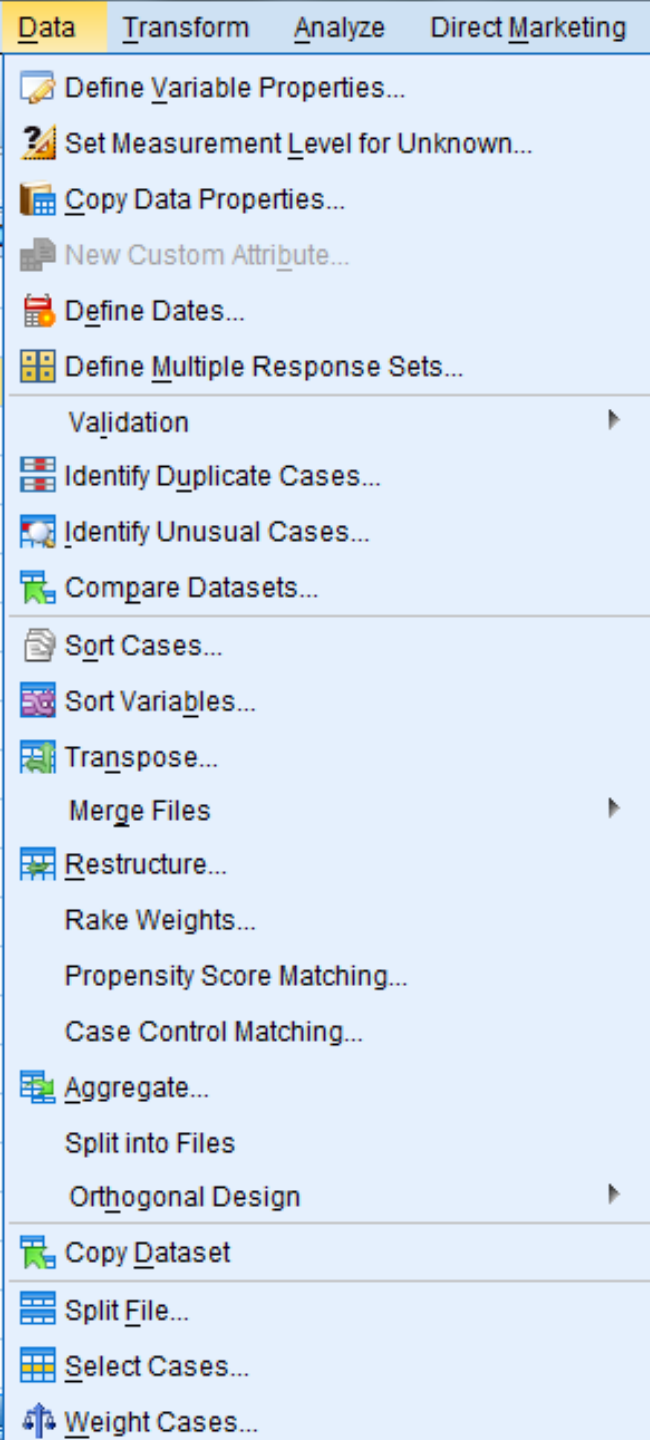 Data Transform Analyze Direct Marketing
Define Variable Properties...
Set Measurement Level for Unknown...
Copy Data Properties...
New Custom Attribute...
Define Dates...
Define Multiple Response Sets...
Validation
Identify Duplicate Cases...
Identify Unusual Cases...
Compare Datasets...
Sort Cases...
Sort Variables...
Transpose...
Merge Files
Restructure...
Rake Weights...
Propensity Score Matching...
Case Control Matching...
Aggregate...
Split into Files
Orthogonal Design
Copy Dataset
Split File...
Select Cases...
Weight Cases...